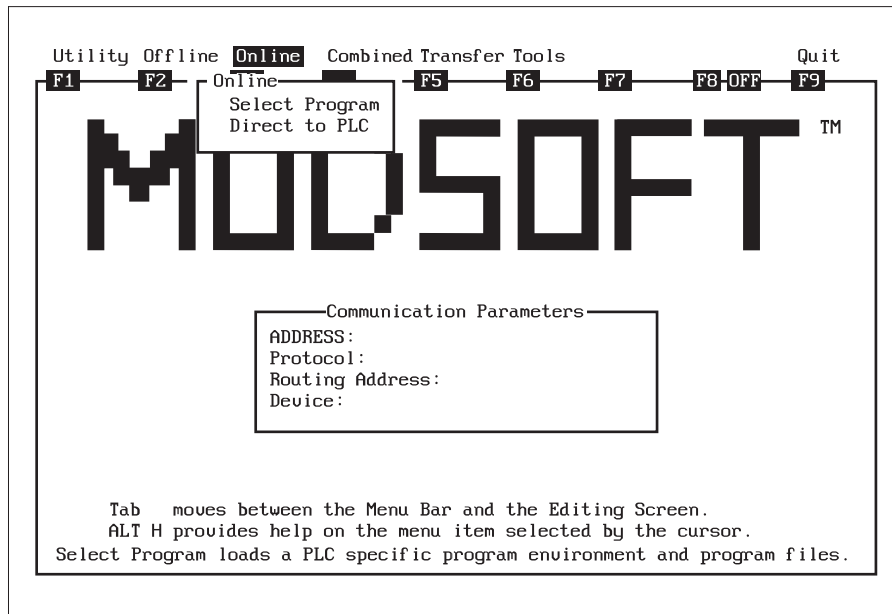 Utility Offline Online Combined Transfer Tools Quit
F1 F2 Online F5 F6 F7 F8-OFF F9
Select Program
Direct to PLC
MODSOFT TM
Communication Parameters
ADDRESS:
Protocol:
Routing Address:
Device:
Tab moves between the Menu Bar and the Editing Screen.
ALT H provides help on the menu item selected by the cursor.
Select Program loads a PLC specific program environment and program files.